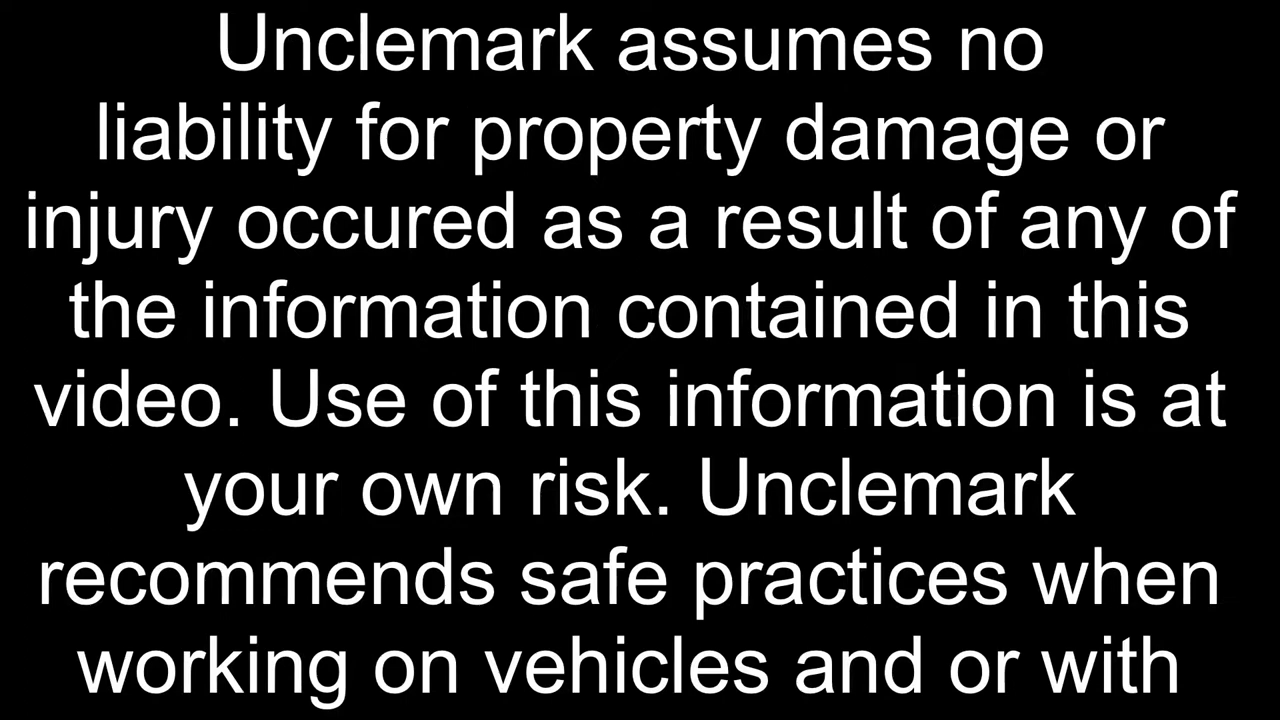 Unclemark assumes no
liability for property damage or
injury occured as a result of any of
the information contained in this
video. Use of this information is at
your own risk. Unclemark
recommends safe practices when
working on vehicles and or with